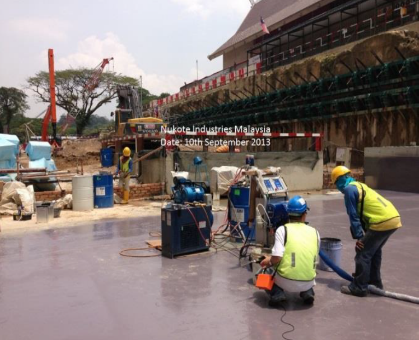 Nukote Industries Malaysia
Date: 10th September 2013